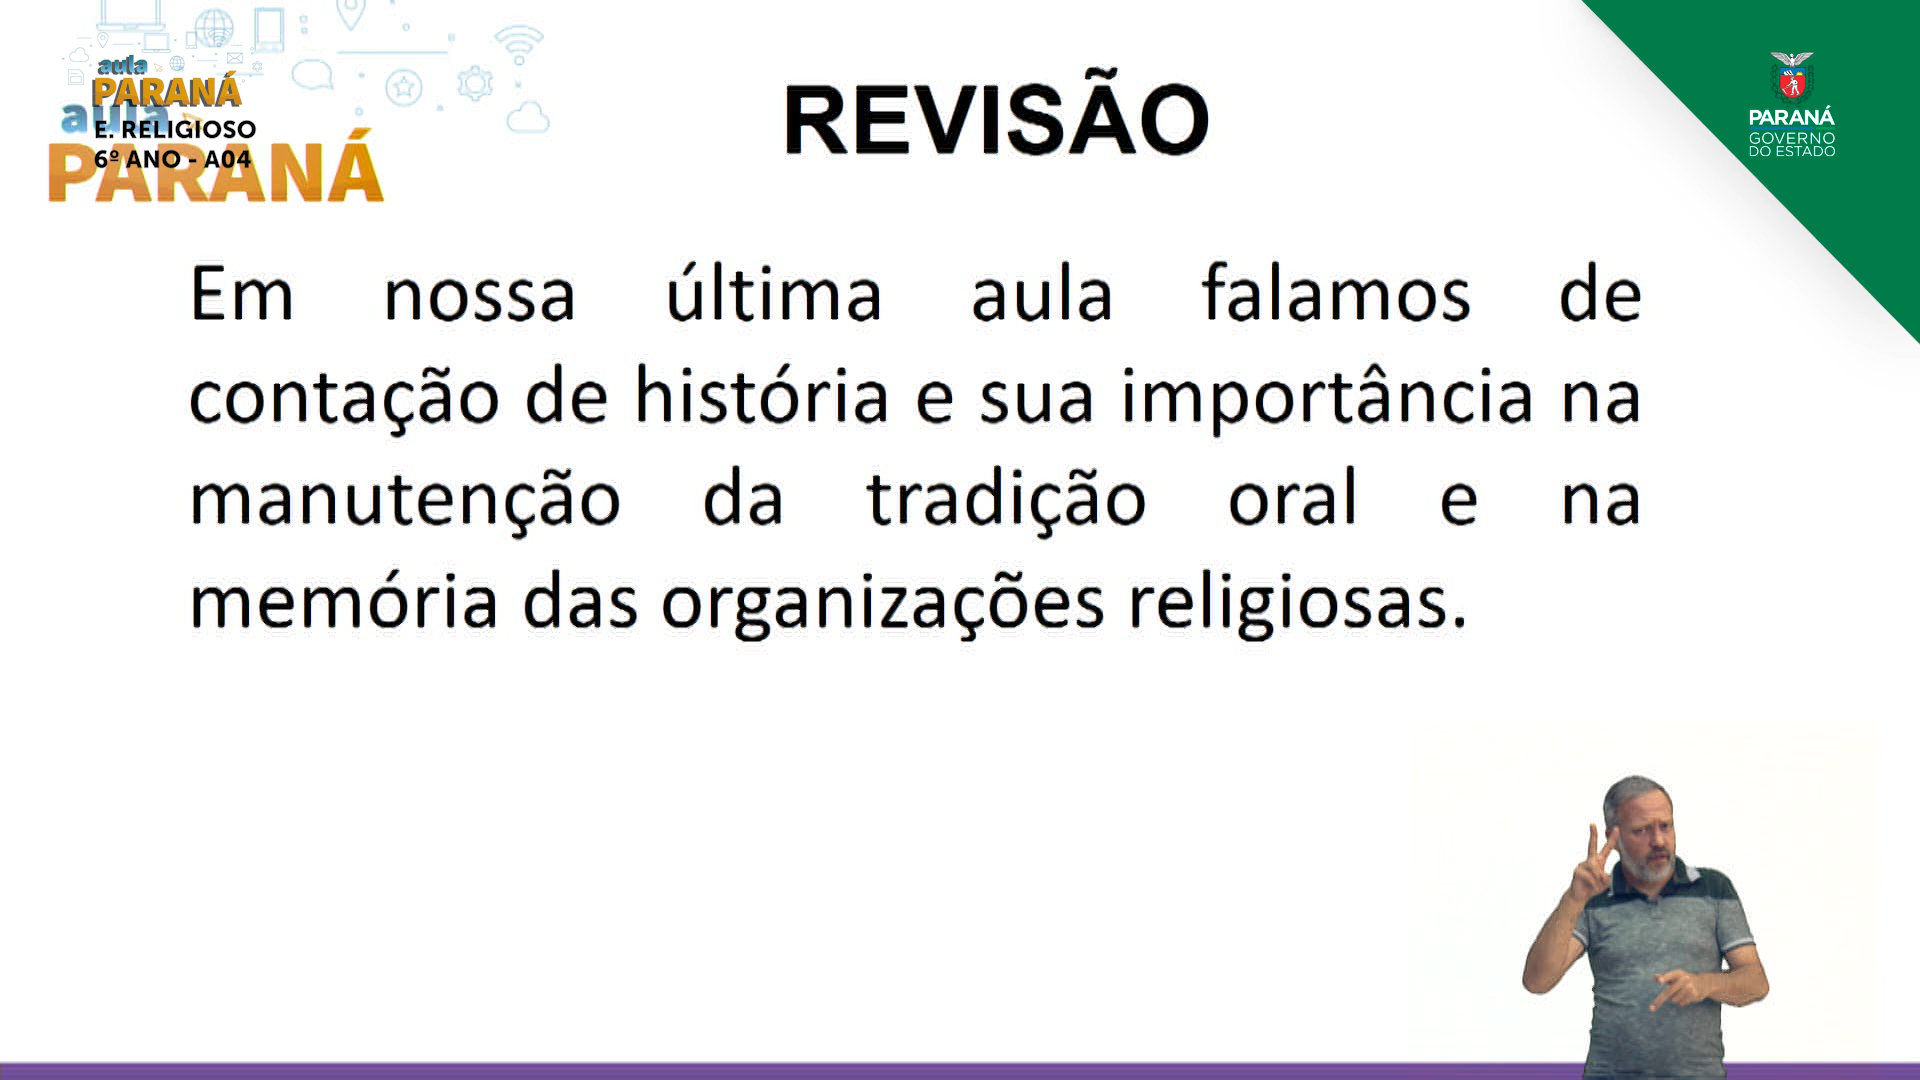 aula
PARANÁ
aula
E. RELIGIOSO
6º ANO - A04
PARANÁ
REVISÃO
PARANÁ
GOVERNO
DO ESTADO
Em nossa última aula falamos de
contação de história e sua importância na
manutenção da tradição oral e na
memória das organizações religiosas.